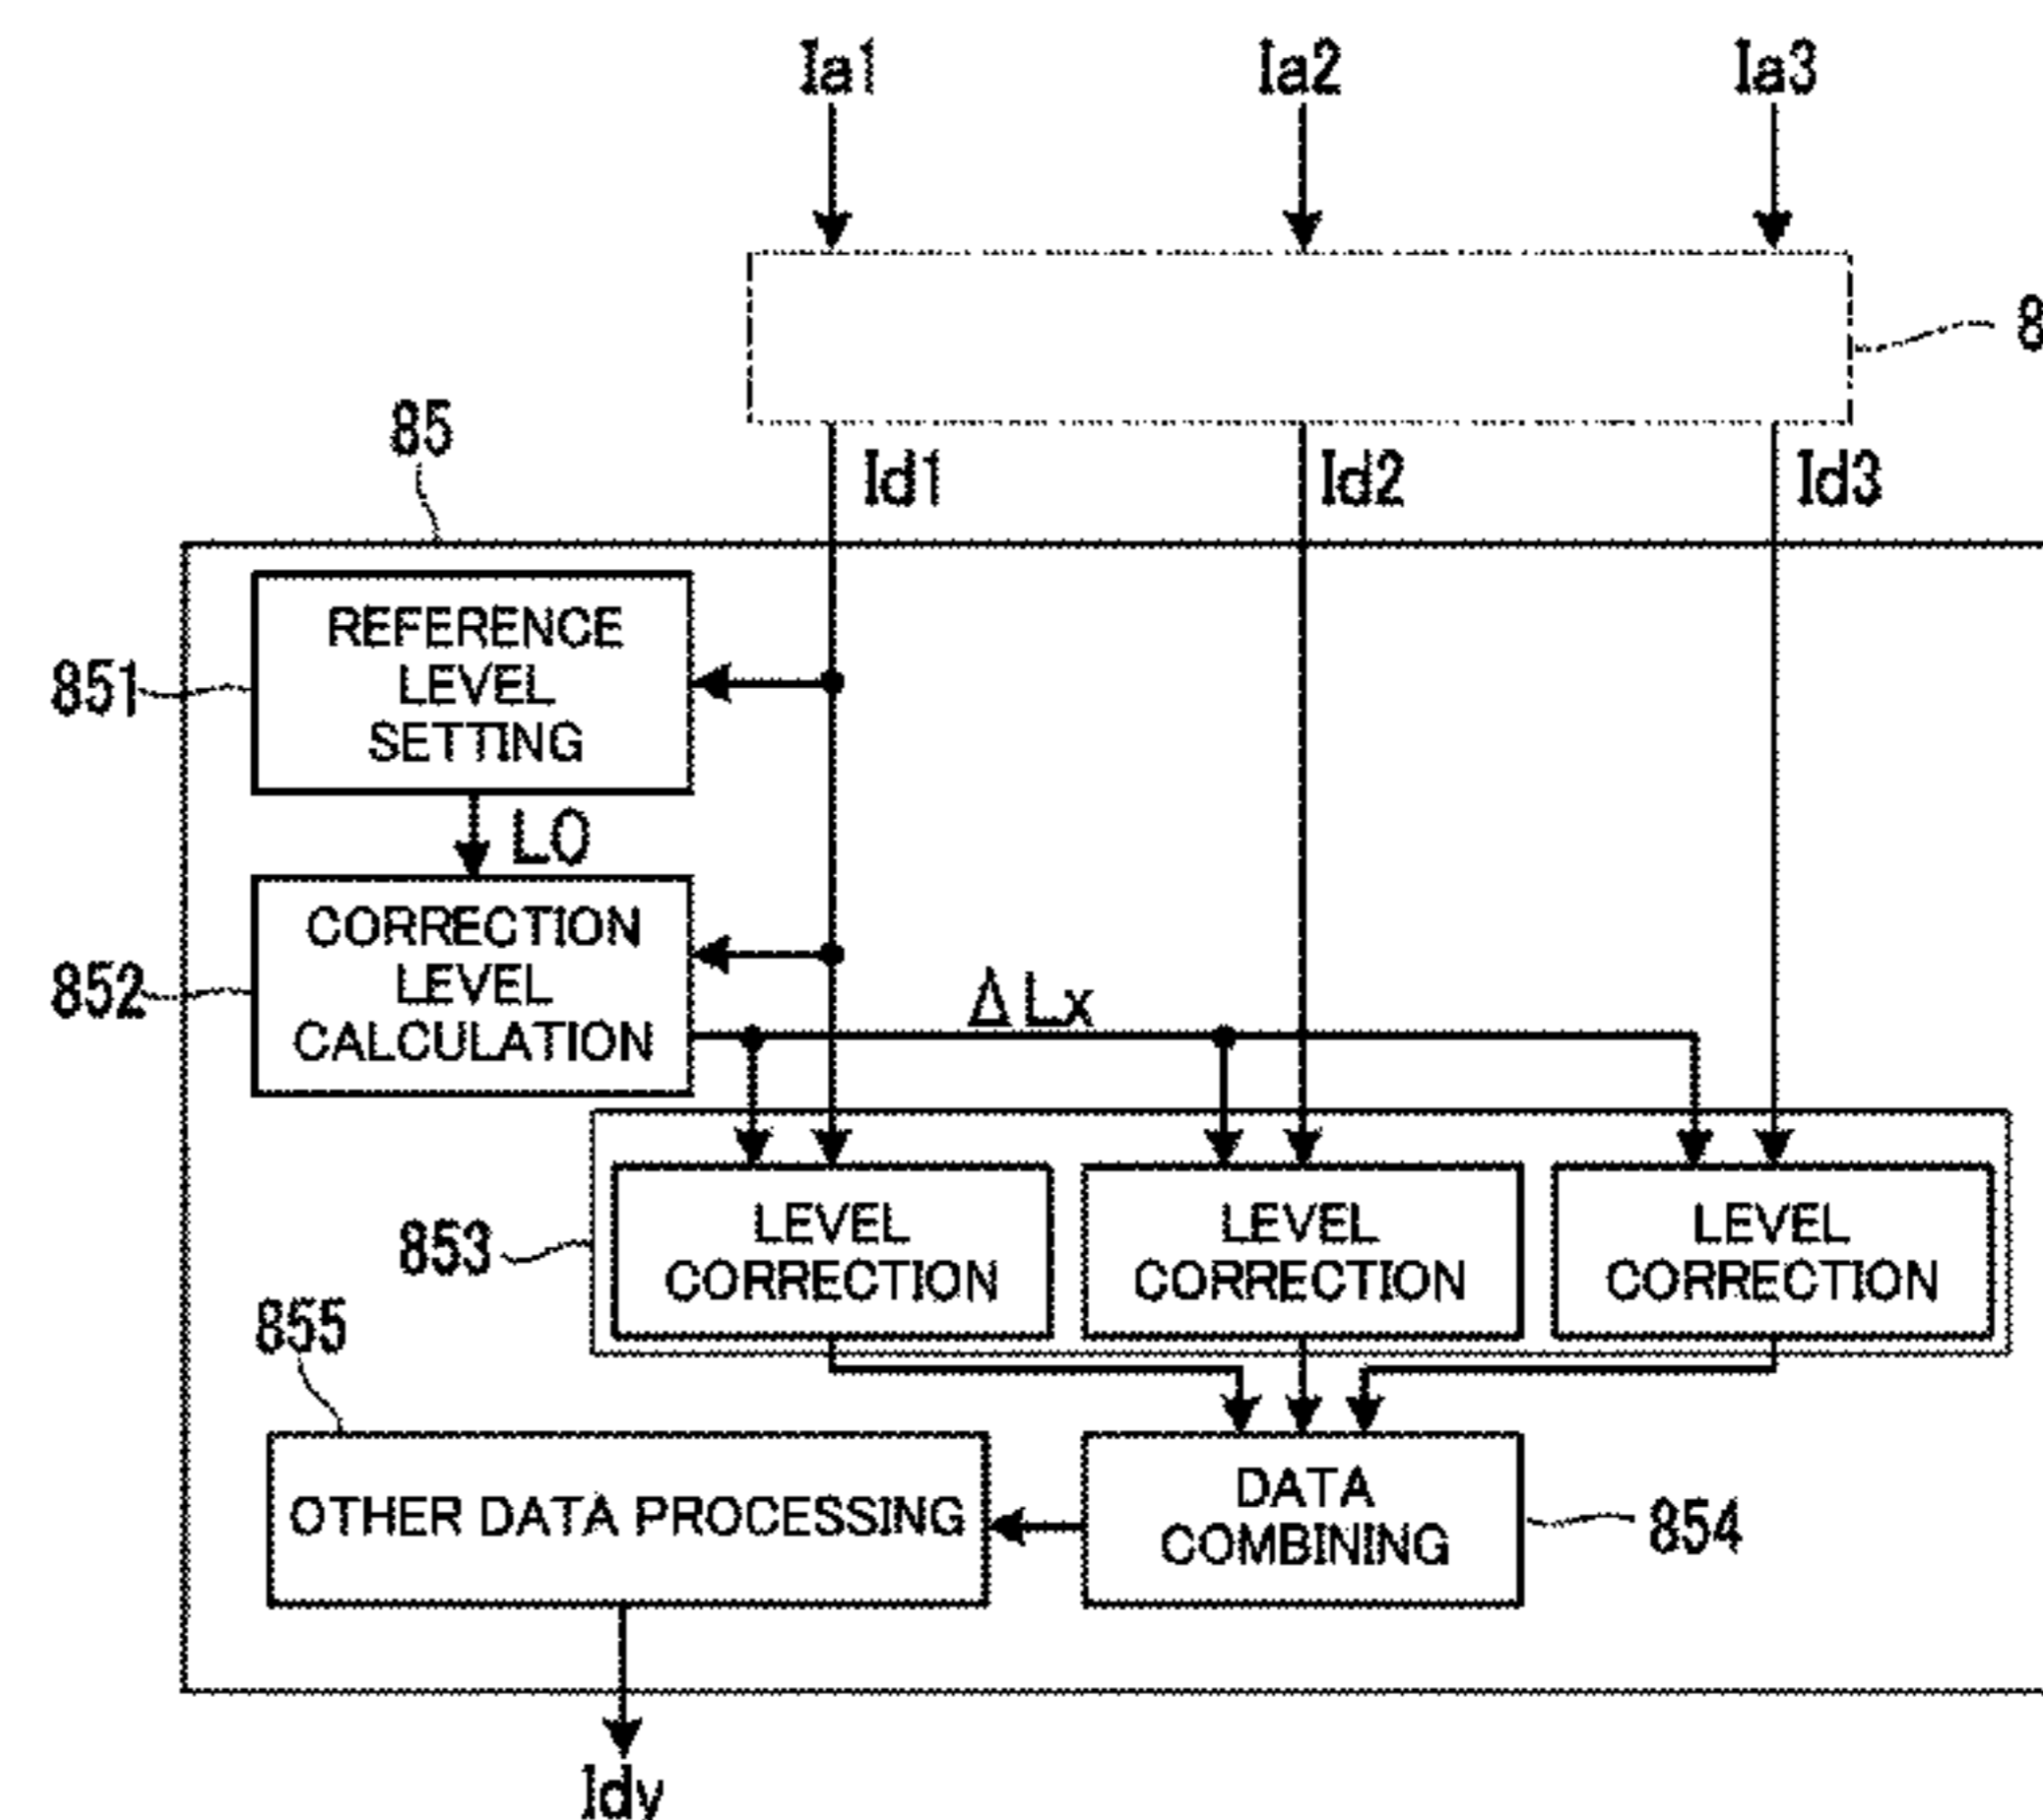 Ia1 Ia2 Ia3
8
85
Id1 Id2 Id3
REFERENCE
LEVEL
SETTING
851
L0
CORRECTION
LEVEL
CALCULATION
852
ΔLx
853
LEVEL
CORRECTION
LEVEL
CORRECTION
LEVEL
CORRECTION
855
OTHER DATA PROCESSING
DATA
COMBINING
854
Idy